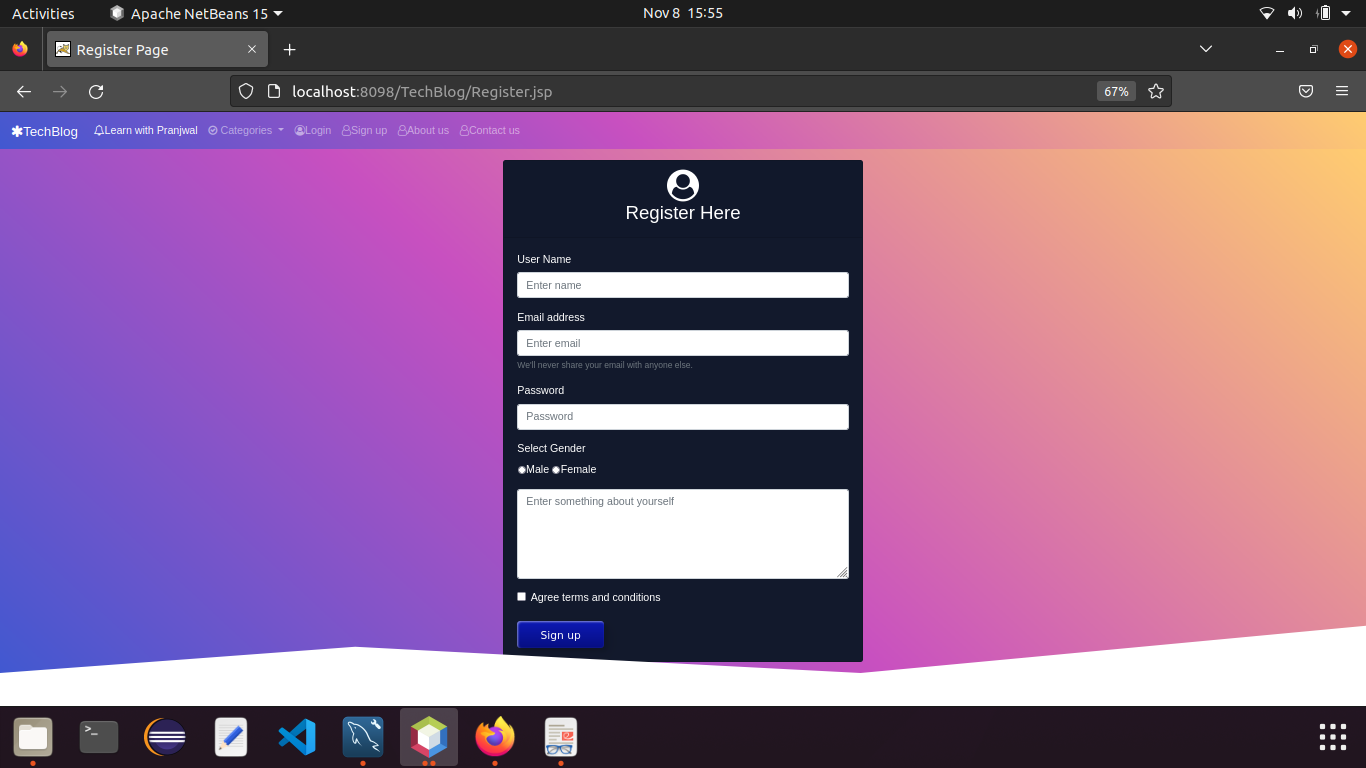 Activities Apache NetBeans 15 Nov 8 15:55
Register Page
localhost:8098/TechBlog/Register.jsp 67%
✱TechBlog Learn with Pranjwal Categories Login Sign up About us Contact us
Register Here
User Name
Enter name
Email address
Enter email
We'll never share your email with anyone else.
Password
Password
Select Gender
Male Female
Enter something about yourself
Agree terms and conditions
Sign up
>_